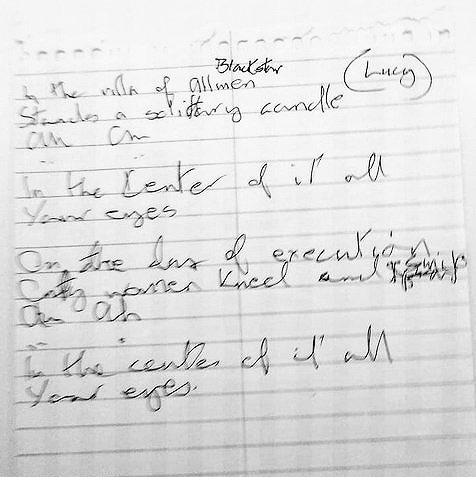 Blackstar
(Lucy)
In the villa of allmen
Stands a solitary candle
ah ah
In the center of it all
Your eyes
On the day of execution
Only women kneel and
ah ah
In the center of it all
Your eyes.